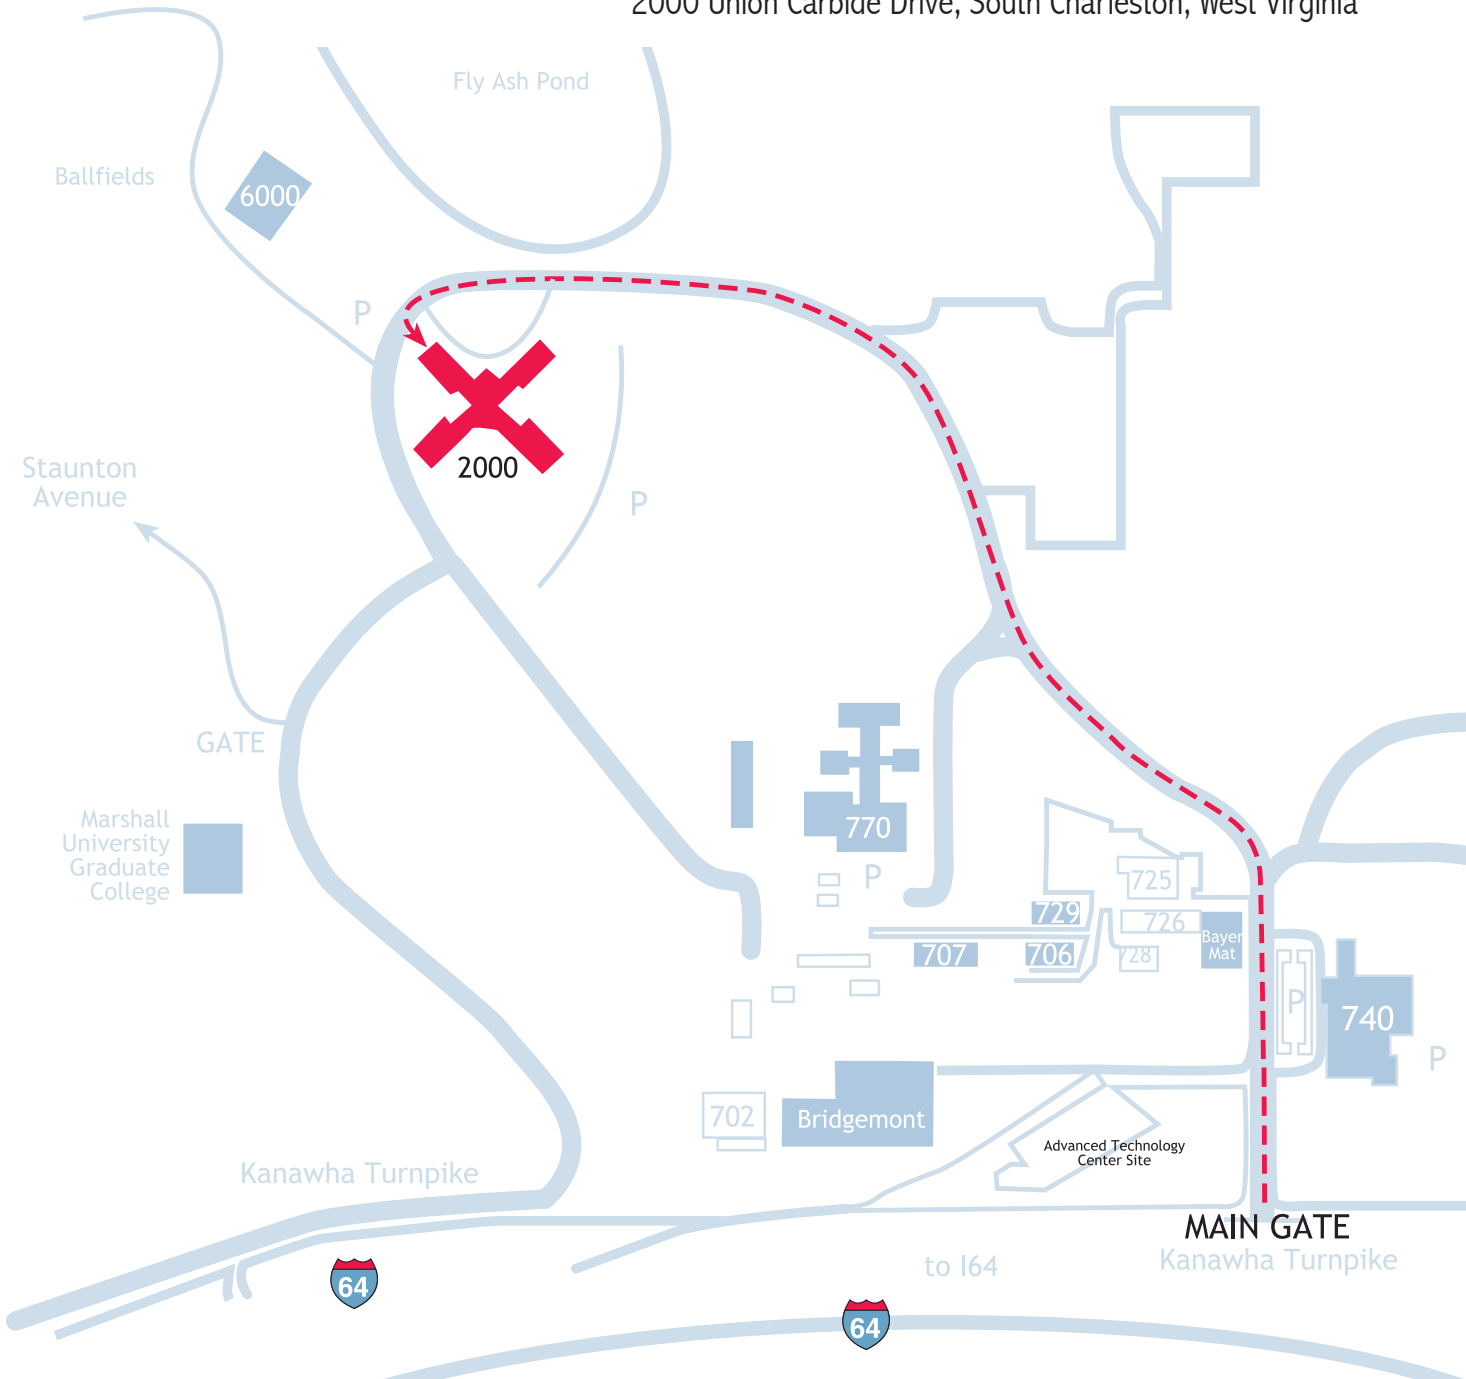 2000 Union Carbide Drive, South Charleston, West Virginia
Fly Ash Pond
Ballfields
6000
P
2000
Staunton
Avenue
P
GATE
770
Marshall
University
Graduate
College
P
725
729
726
Bayer
Mat
707
706
728
P
740
P
702
Bridgemont
Advanced Technology
Center Site
Kanawha Turnpike
MAIN GATE
Kanawha Turnpike
to I64
64
64